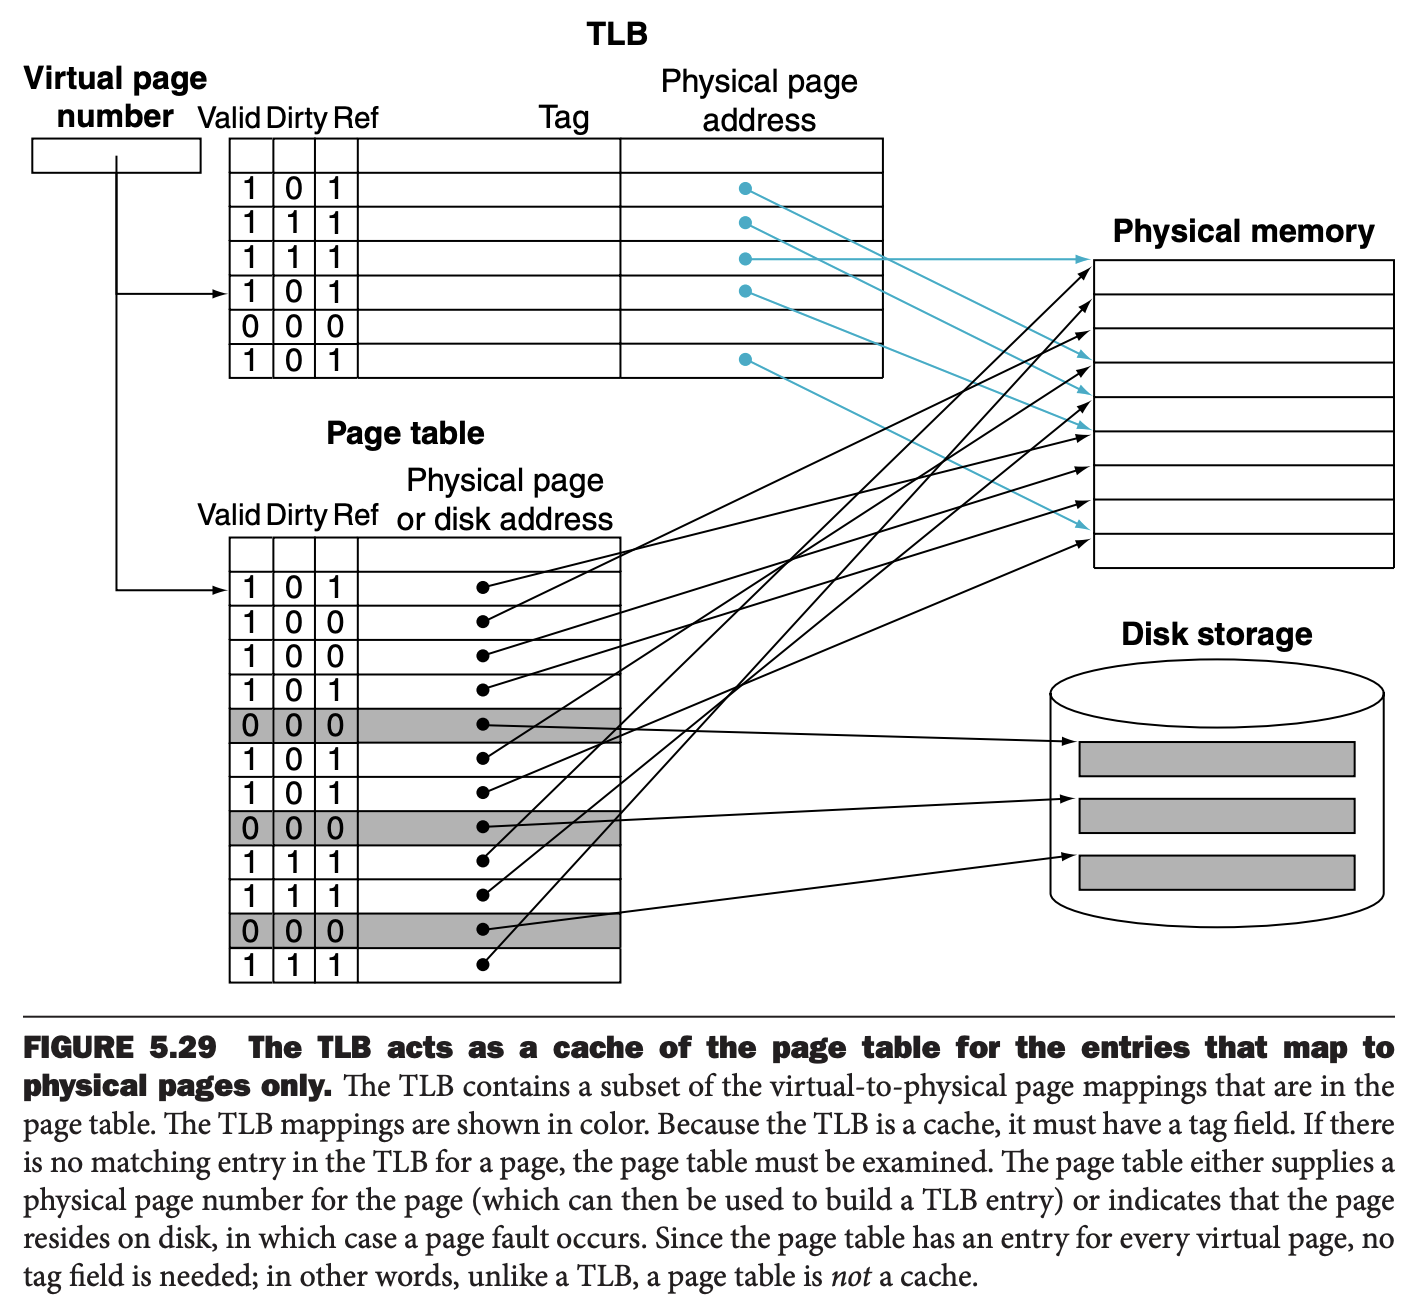 TLB
Virtual page
number
Valid Dirty Ref
Tag
Physical page
address
1 0 1
1 1 1
1 1 1
1 0 1
0 0 0
1 0 1
Physical memory
Page table
Valid Dirty Ref
Physical page
or disk address
1 0 1
1 0 0
1 0 0
1 0 1
0 0 0
1 0 1
1 0 1
0 0 0
1 1 1
1 1 1
0 0 0
1 1 1
Disk storage
FIGURE 5.29 The TLB acts as a cache of the page table for the entries that map to
physical pages only. The TLB contains a subset of the virtual-to-physical page mappings that are in the
page table. The TLB mappings are shown in color. Because the TLB is a cache, it must have a tag field. If there
is no matching entry in the TLB for a page, the page table must be examined. The page table either supplies a
physical page number for the page (which can then be used to build a TLB entry) or indicates that the page
resides on disk, in which case a page fault occurs. Since the page table has an entry for every virtual page, no
tag field is needed; in other words, unlike a TLB, a page table is not a cache.